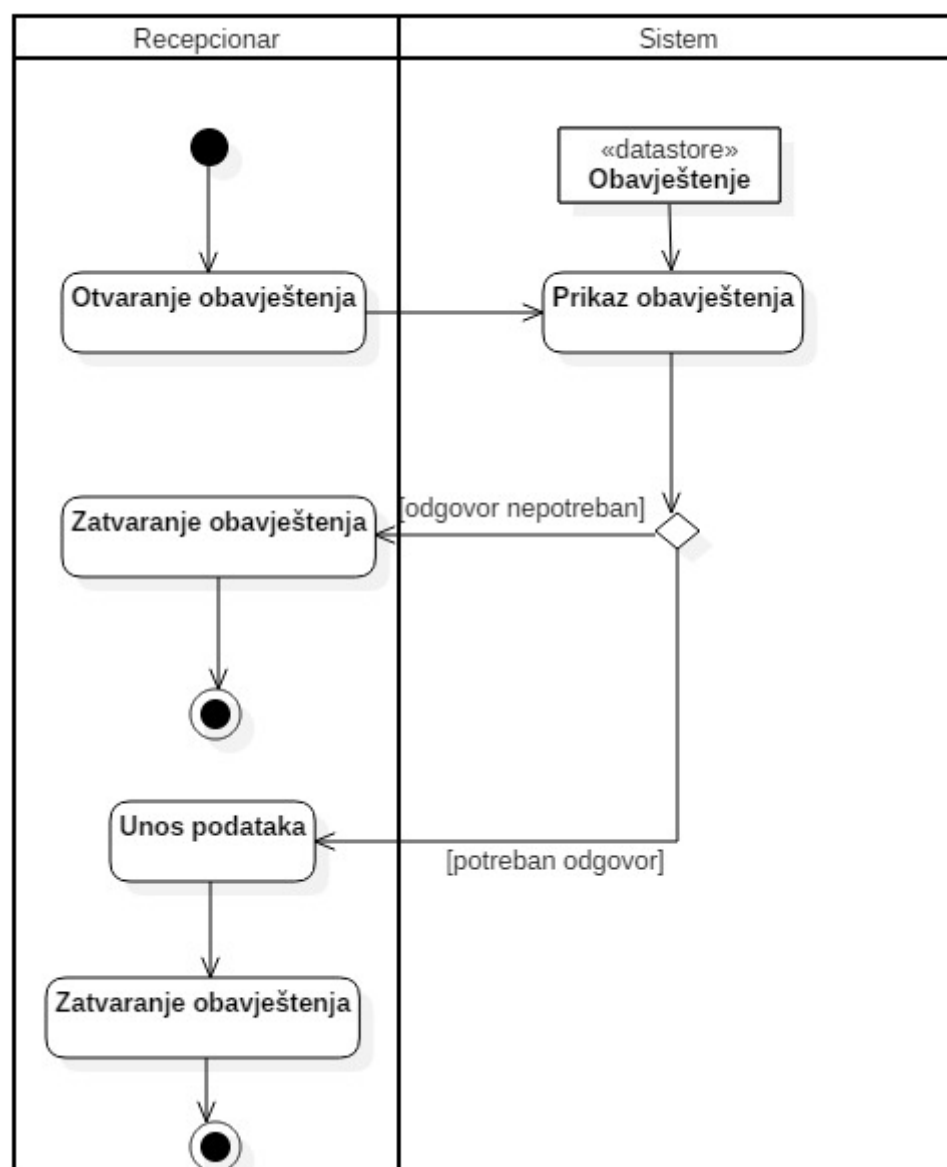 Recepcionar
Sistem
«datastore»
Obavještenje
Otvaranje obavještenja
Prikaz obavještenja
[odgovor nepotreban]
Zatvaranje obavještenja
Unos podataka
[potreban odgovor]
Zatvaranje obavještenja